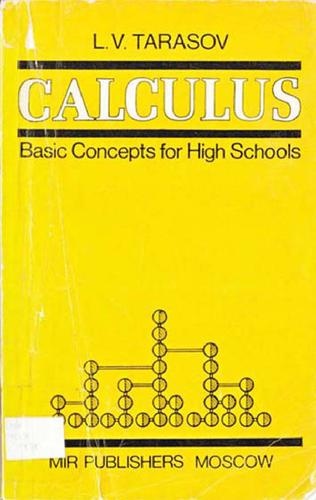 L.V. TARASOV
CALCULUS
Basic Concepts for High Schools
MIR PUBLISHERS MOSCOW